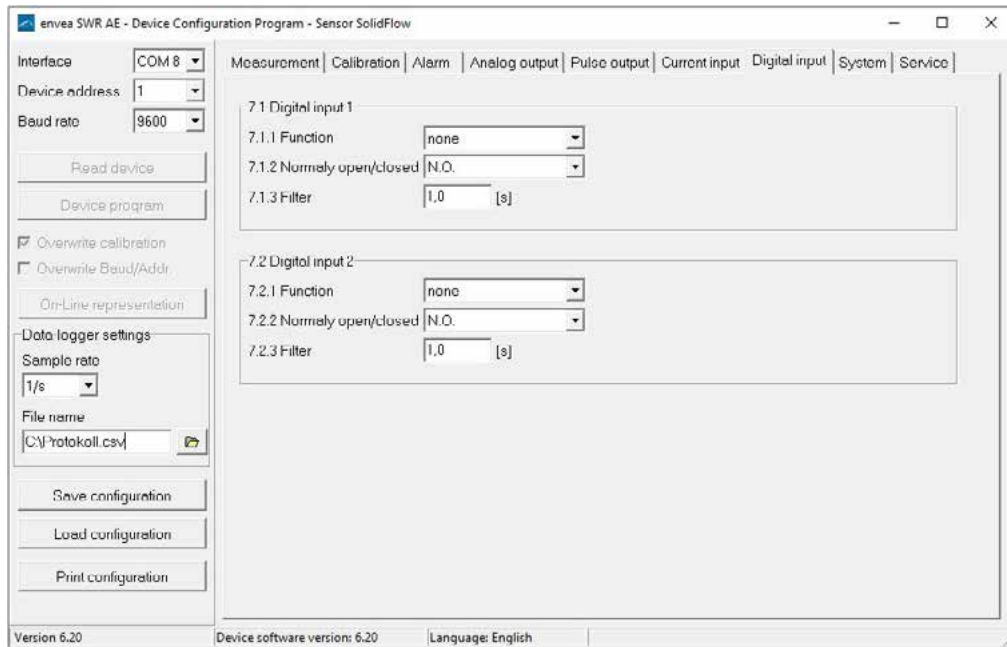 envea SWR AE - Device Configuration Program - Sensor SolidFlow
Interface COM 8
Device address 1
Baud rate 9600
Read device
Device program
Overwrite calibration
Overwrite Baud/Addr.
On-Line representation
Data logger settings
Sample rate
1/s
File name
C:\Protokoll.csv
Save configuration
Load configuration
Print configuration
Measurement Calibration Alarm Analog output Pulse output Current input Digital input System Service
7.1 Digital input 1
7.1.1 Function none
7.1.2 Normaly open/closed N.O.
7.1.3 Filter 1,0 [s]
7.2 Digital input 2
7.2.1 Function none
7.2.2 Normaly open/closed N.O.
7.2.3 Filter 1,0 [s]
Version 6.20 Device software version: 6.20 Language: English